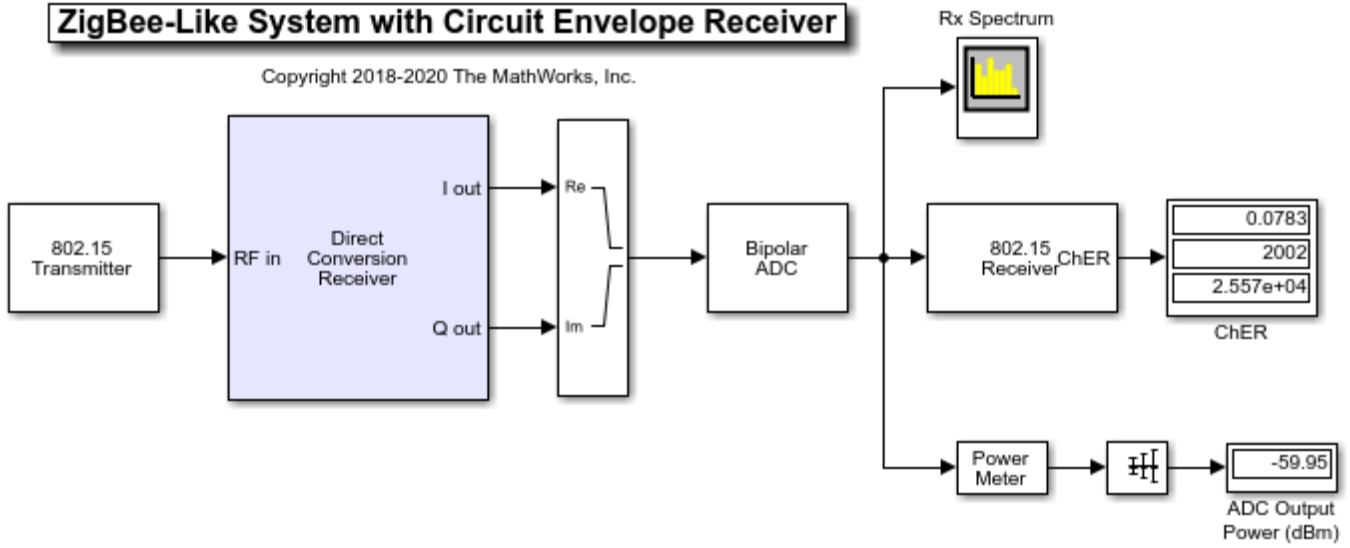 ZigBee-Like System with Circuit Envelope Receiver
Copyright 2018-2020 The MathWorks, Inc.
Rx Spectrum
802.15
Transmitter
RF in
Direct
Conversion
Receiver
I out
Q out
Re
Im
Bipolar
ADC
802.15
Receiver
ChER
0.0783
2002
2.557e+04
ChER
Power
Meter
-59.95
ADC Output
Power (dBm)